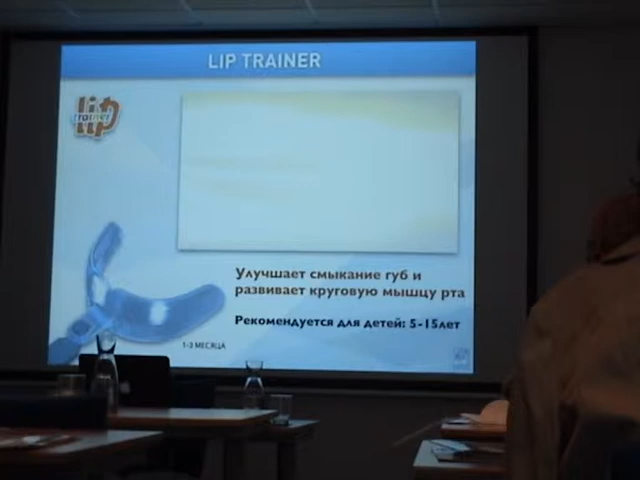 LIP TRAINER
Lip
trainer
Улучшает смыкание губ и
развивает круговую мышцу рта
Рекомендуется для детей: 5-15лет
1-3 МЕСЯЦА